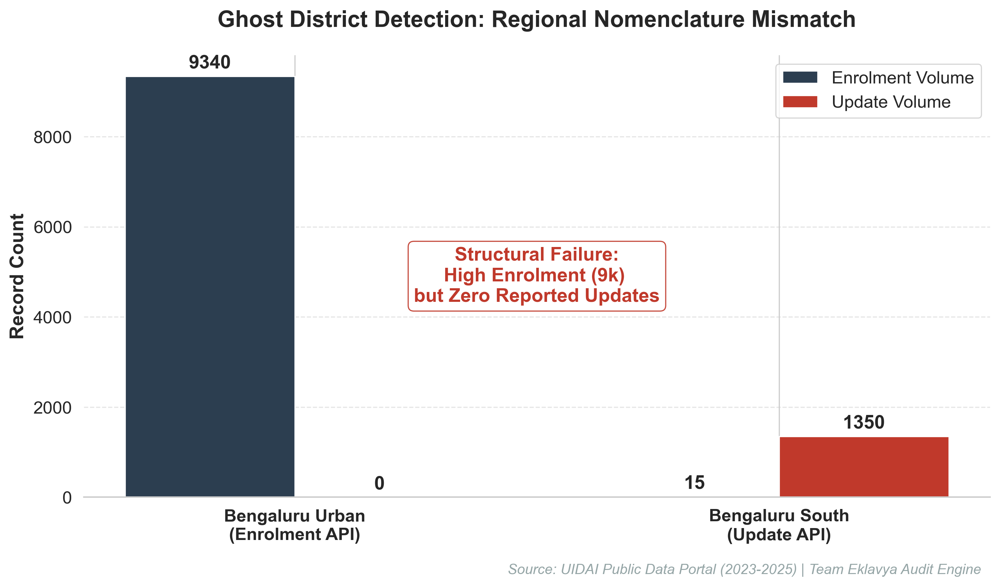 Ghost District Detection: Regional Nomenclature Mismatch
9340
Enrolment Volume
Update Volume
8000
6000
4000
2000
0
Record Count
Structural Failure:
High Enrolment (9k)
but Zero Reported Updates
0
15
1350
Bengaluru Urban
(Enrolment API)
Bengaluru South
(Update API)
Source: UIDAI Public Data Portal (2023-2025) | Team Eklavya Audit Engine